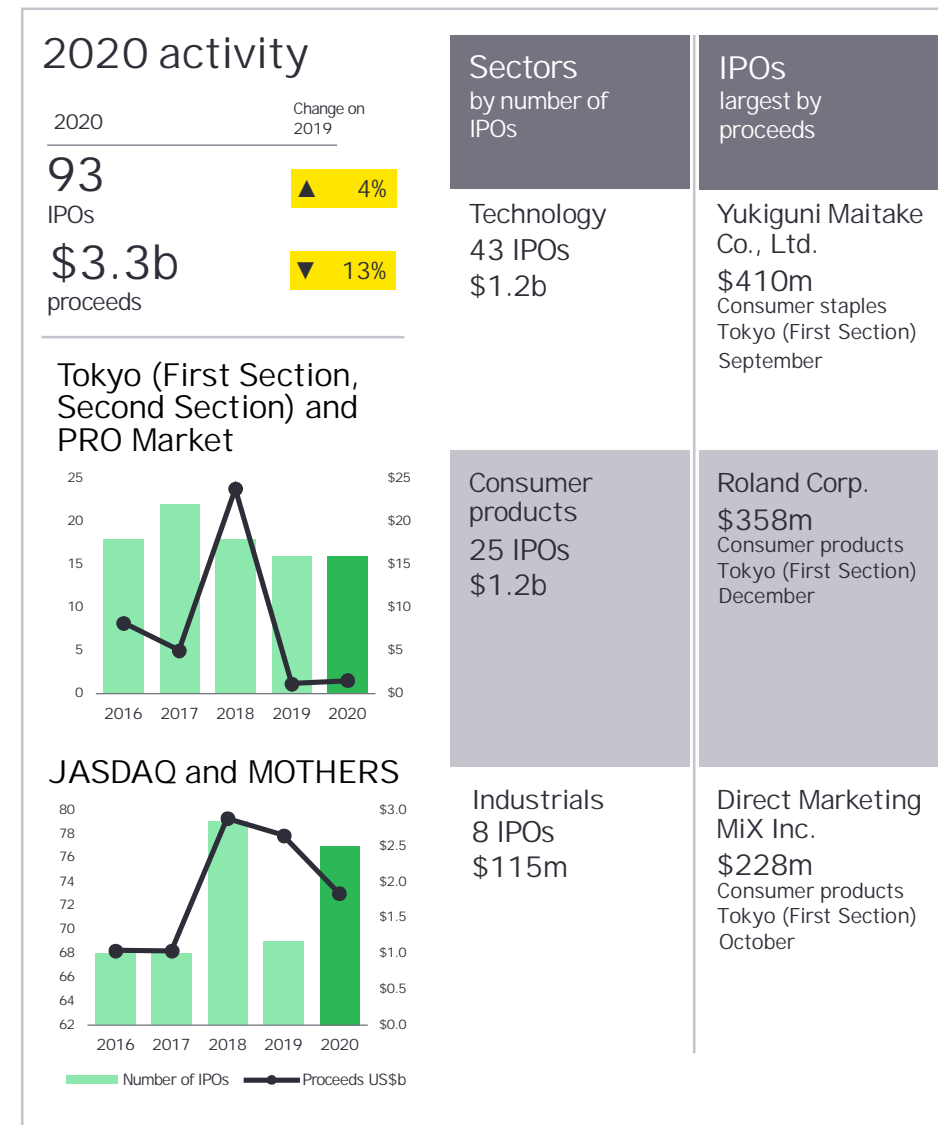 2020 activity
2020
Change on
2019
93
IPOs
▲ 4%
$3.3b
proceeds
▼ 13%
Tokyo (First Section,
Second Section) and
PRO Market
25
20
15
10
5
0
$25
$20
$15
$10
$5
$0
2016 2017 2018 2019 2020
JASDAQ and MOTHERS
80
78
76
74
72
70
68
66
64
62
$3.0
$2.5
$2.0
$1.5
$1.0
$0.5
$0.0
2016 2017 2018 2019 2020
Number of IPOs Proceeds US$b
Sectors
by number of
IPOs
Technology
43 IPOs
$1.2b
Consumer
products
25 IPOs
$1.2b
Industrials
8 IPOs
$115m
IPOs
largest by
proceeds
Yukiguni Maitake
Co., Ltd.
$410m
Consumer staples
Tokyo (First Section)
September
Roland Corp.
$358m
Consumer products
Tokyo (First Section)
December
Direct Marketing
MiX Inc.
$228m
Consumer products
Tokyo (First Section)
October